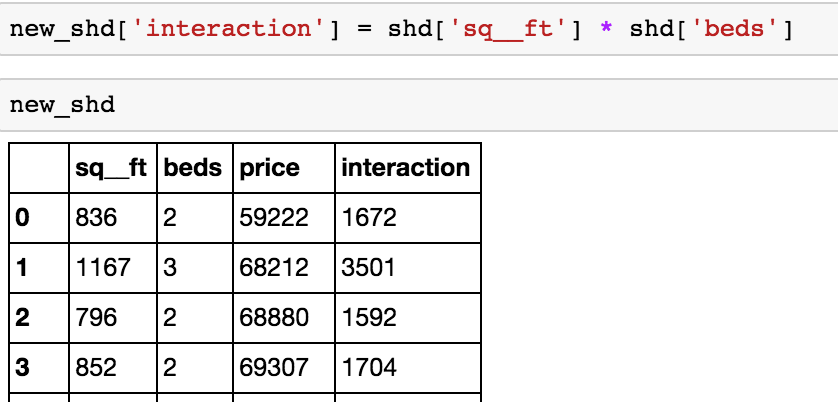 new_shd['interaction'] = shd['sq__ft'] * shd['beds']
new_shd
sq__ft beds price interaction
0 836 2 59222 1672
1 1167 3 68212 3501
2 796 2 68880 1592
3 852 2 69307 1704